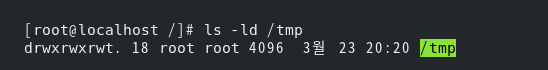 [root@localhost /]# ls -ld /tmp
drwxrwxrwt. 18 root root 4096  3월 23 20:20 /tmp